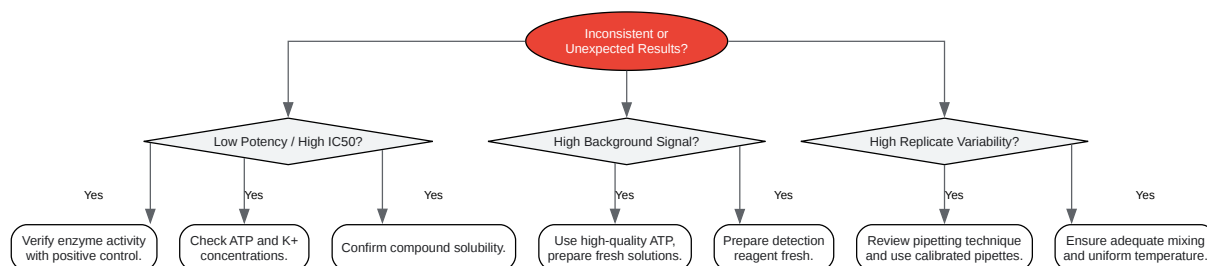 Inconsistent or
Unexpected Results?
Low Potency / High IC50?
High Background Signal?
High Replicate Variability?
Yes
Yes
Yes
Yes
Yes
Yes
Yes
Verify enzyme activity
with positive control.
Check ATP and K+
concentrations.
Confirm compound solubility.
Use high-quality ATP,
prepare fresh solutions.
Prepare detection
reagent fresh.
Review pipetting technique
and use calibrated pipettes.
Ensure adequate mixing
and uniform temperature.